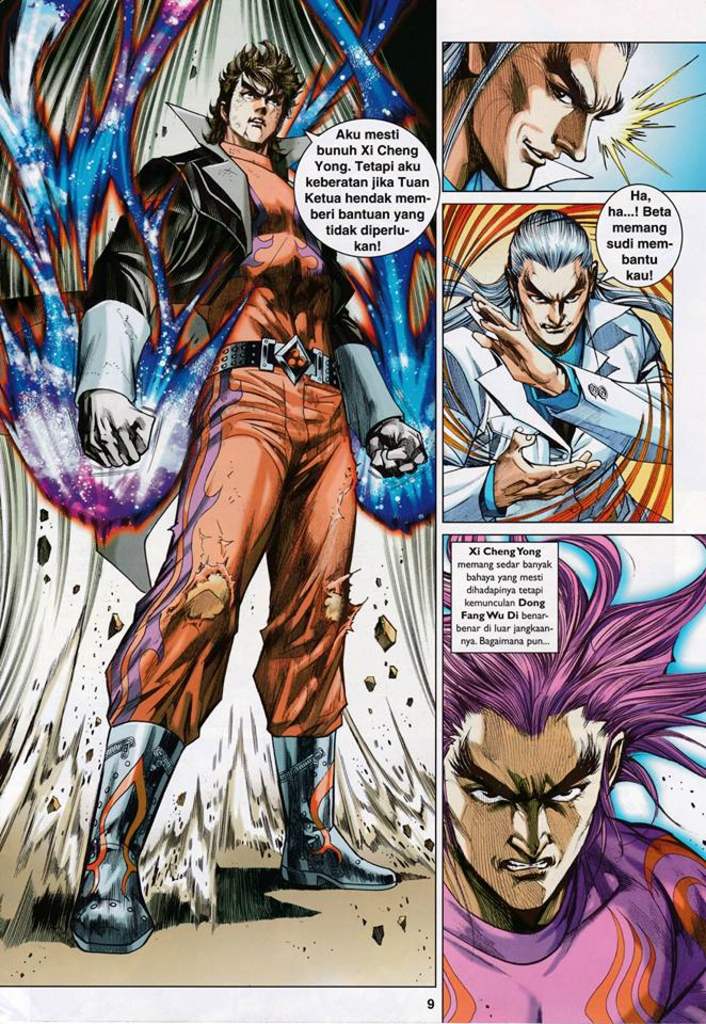 Aku mesti
bunuh Xi Cheng
Yong. Tetapi aku
keberatan jika Tuan
Ketua hendak mem-
beri bantuan yang
tidak diperlu-
kan!
Ha,
ha...! Beta
memang
sudi mem-
bantu
kau!
Xi Cheng Yong
memang sedar banyak
bahaya yang mesti
dihadapinya tetapi
kemunculan Dong
Fang Wu Di benar-
benar di luar jangkaan-
nya. Bagaimana pun...
9